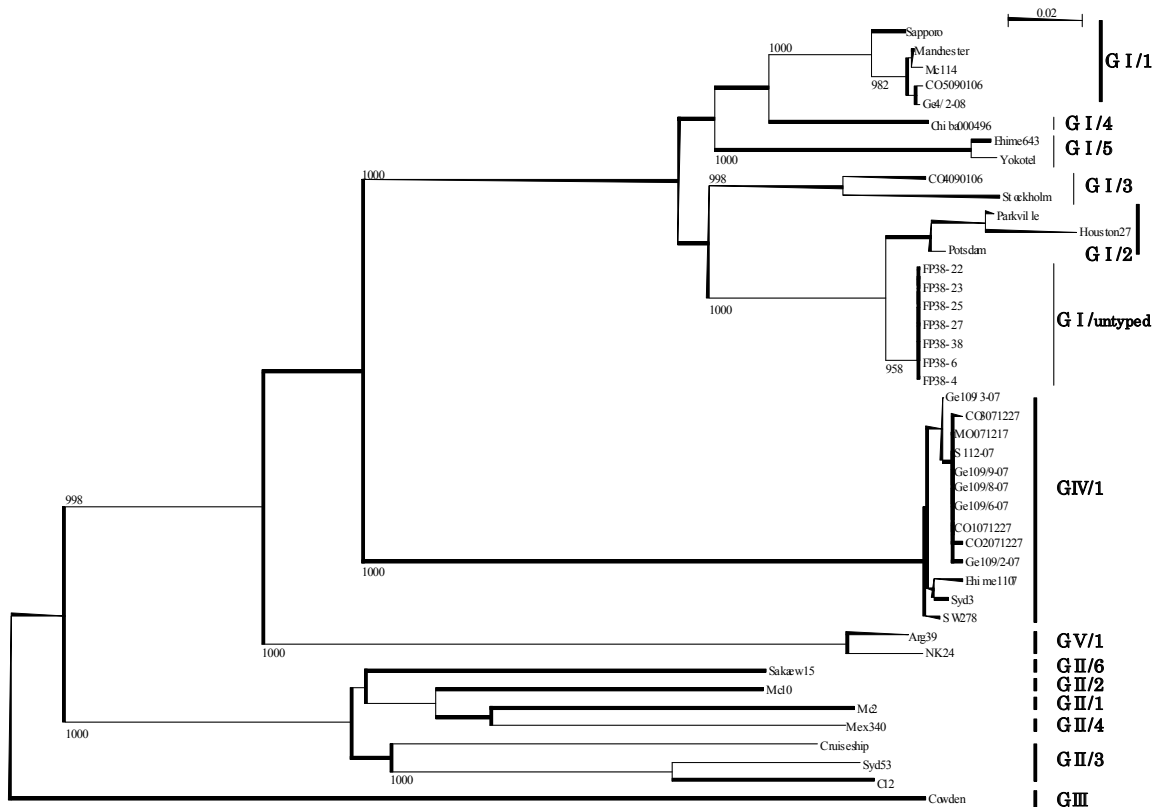 0.02
Sapporo
1000
Manchester
GⅠ/1
Mc114
982
CO5090106
Ge4/2-08
Chiba000496
GⅠ/4
Ehime643
GⅠ/5
1000
Yokote1
998
CO4090106
GⅠ/3
1000
Stockholm
Parkville
Houston27
Potsdam
GⅠ/2
FP38-22
FP38-23
FP38-25
1000
GⅠ/untyped
FP38-27
FP38-38
FP38-6
958
FP38-4
Ge109 3-07
CO3071227
MO071217
S112-07
Ge109/9-07
Ge109/8-07
GⅣ/1
998
Ge109/6-07
CO1071227
CO2071227
Ge109/2-07
1000
Ehime1107
Syd3
SW278
Arg39
GⅤ/1
1000
NK24
Sakaew15
GⅡ/6
Mc10
GⅡ/2
Mc2
GⅡ/1
Mex340
GⅡ/4
1000
Cruiseship
Syd53
GⅡ/3
1000
C12
Cowden
GⅢ